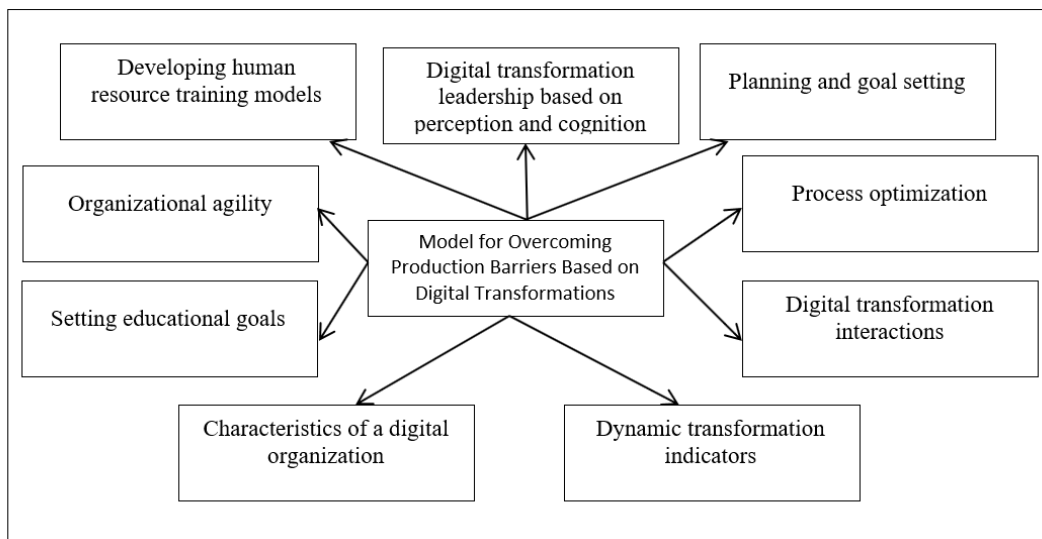 Developing human
resource training models
Digital transformation
leadership based on
perception and cognition
Planning and goal setting
Organizational agility
Process optimization
Model for Overcoming
Production Barriers Based on
Digital Transformations
Setting educational goals
Digital transformation
interactions
Characteristics of a digital
organization
Dynamic transformation
indicators